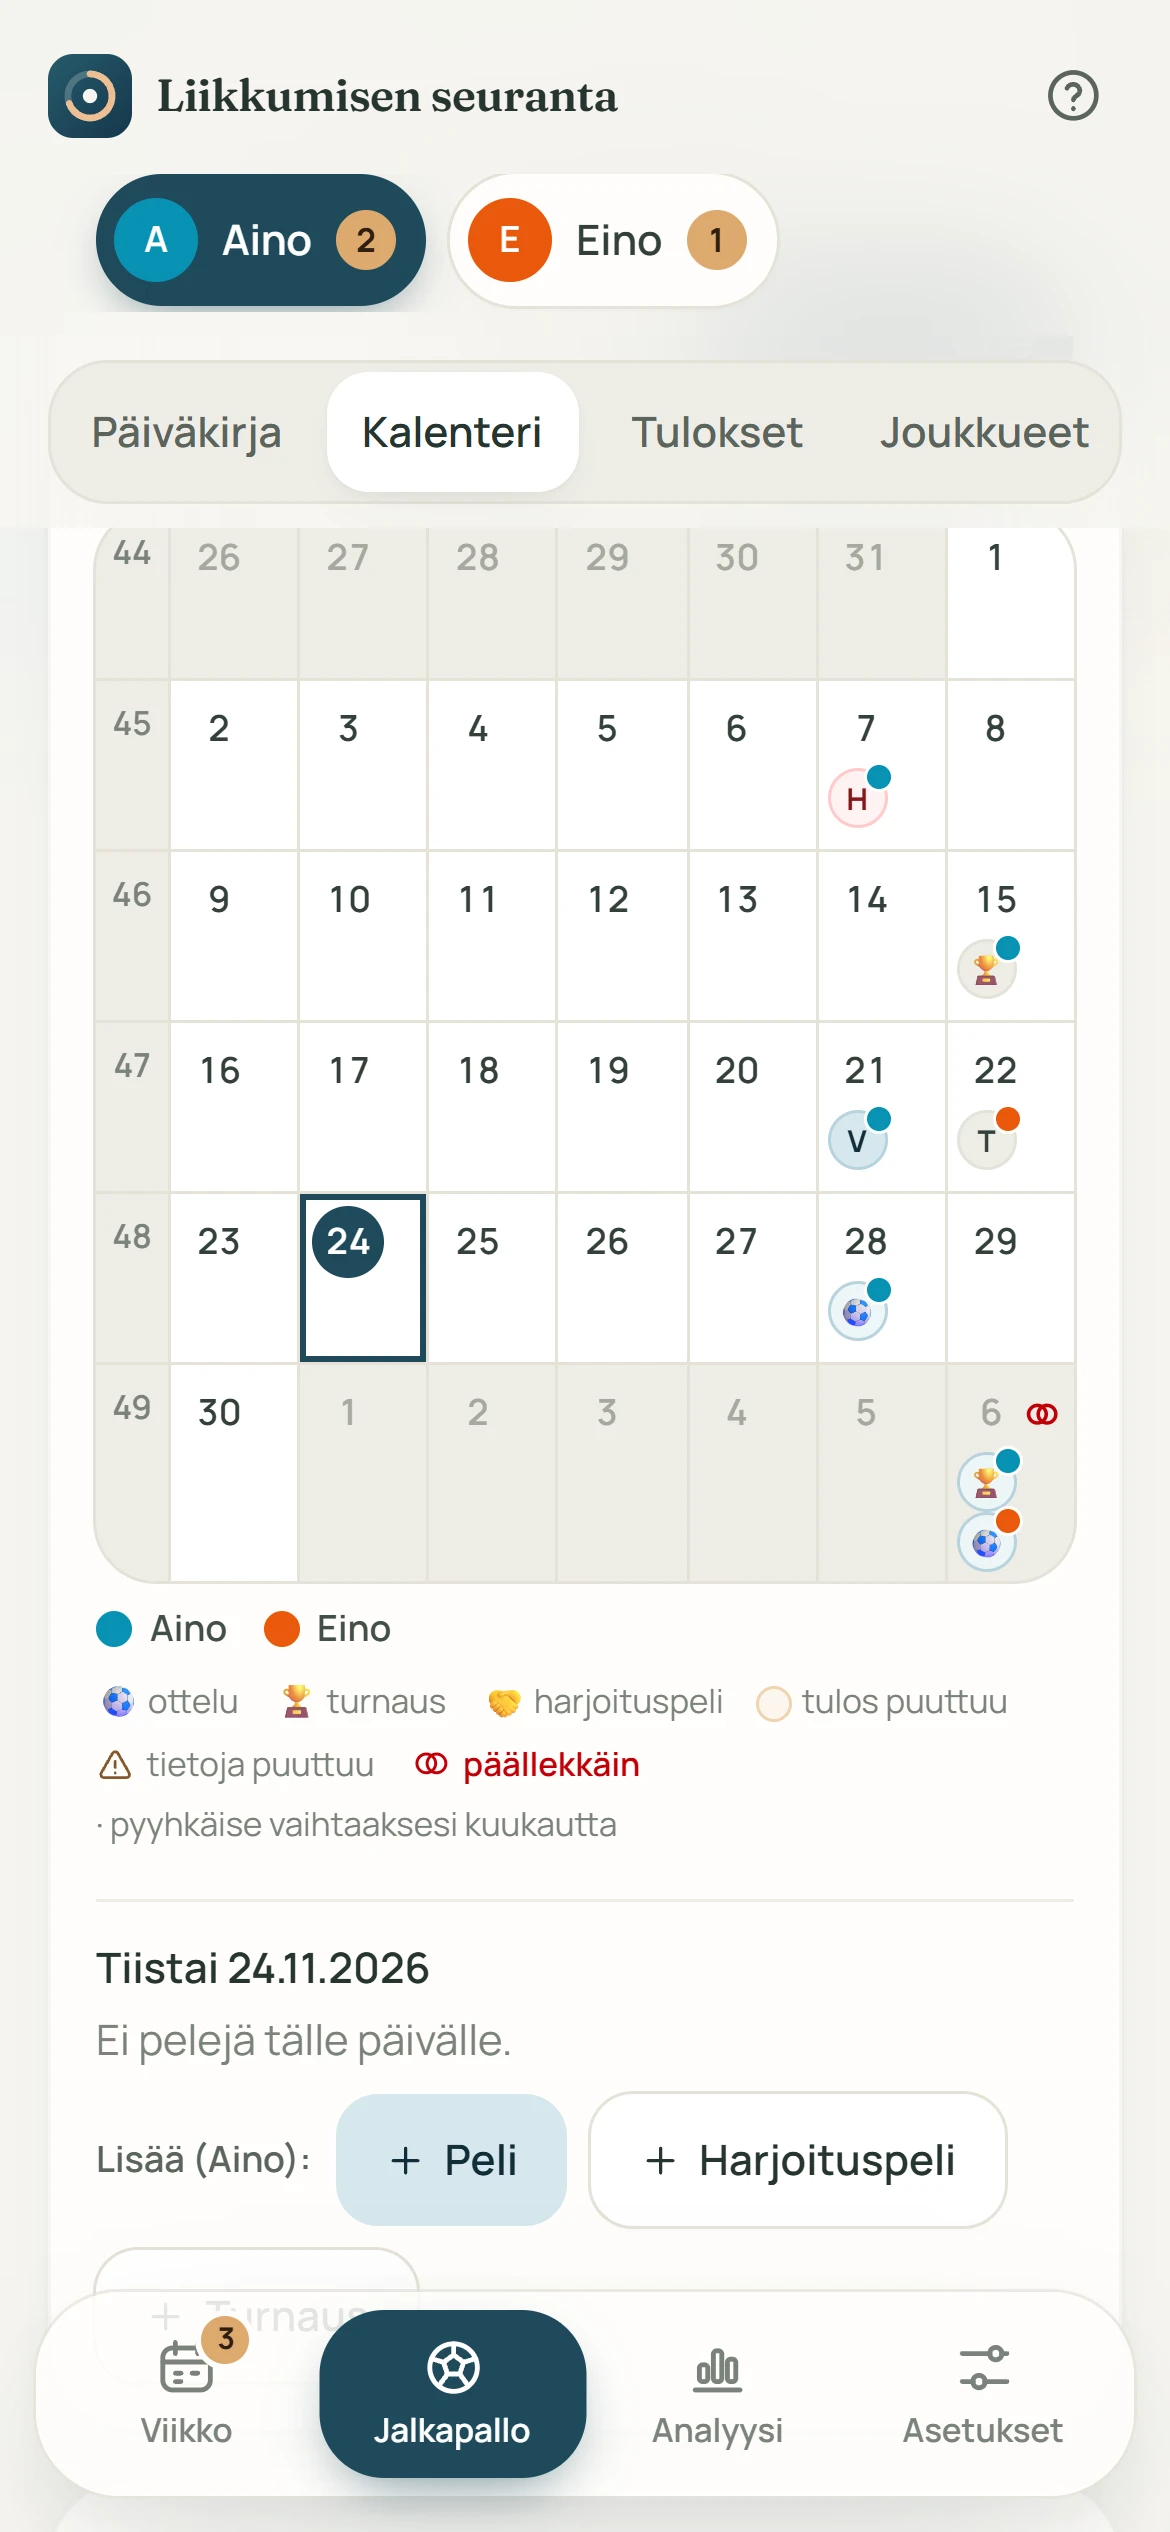 Liikkumisen seuranta
A Aino 2 E Eino 1
Päiväkirja Kalenteri Tulokset Joukkueet
44 26 27 28 29 30 31 1
45 2 3 4 5 6 7 8
H
46 9 10 11 12 13 14 15
47 16 17 18 19 20 21 22
V T
48 23 24 25 26 27 28 29
49 30 1 2 3 4 5 6
Aino Eino
ottelu turnaus harjoituspeli tulos puuttuu
tietoja puuttuu päällekkäin
· pyyhkäise vaihtaaksesi kuukautta
Tiistai 24.11.2026
Ei pelejä tälle päivälle.
Lisää (Aino): + Peli + Harjoituspeli
+ Turnaus
3
Viikko Jalkapallo Analyysi Asetukset